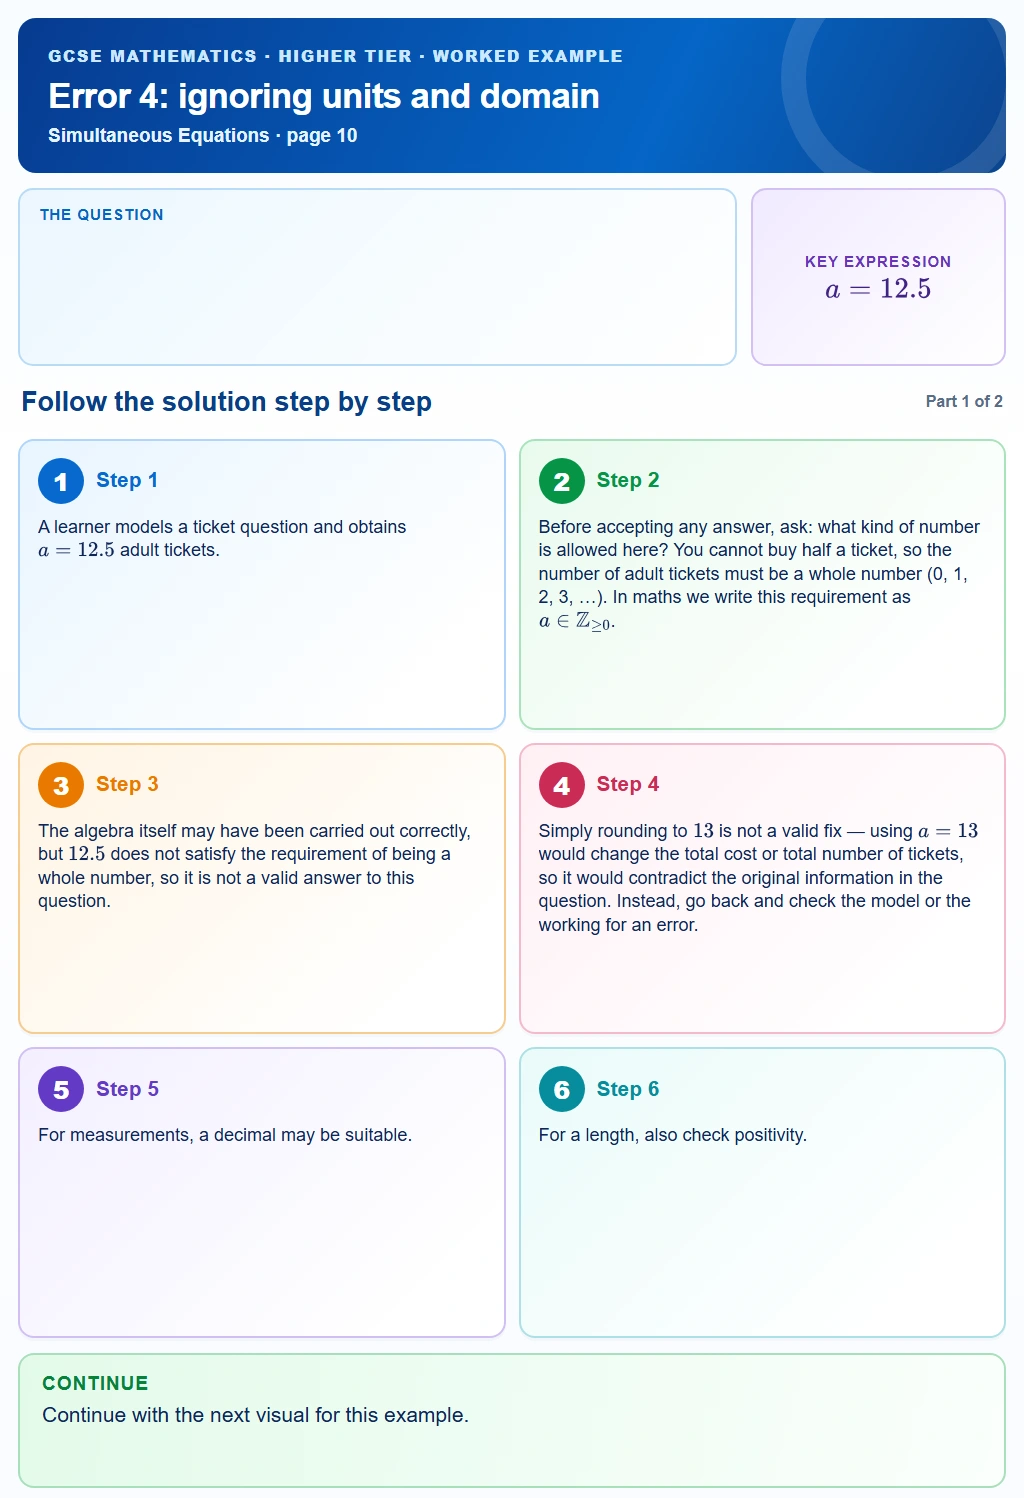 GCSE MATHEMATICS · HIGHER TIER · WORKED EXAMPLE
Error 4: ignoring units and domain
Simultaneous Equations · page 10
THE QUESTION
KEY EXPRESSION
a = 12.5
Follow the solution step by step
Part 1 of 2
1 Step 1
A learner models a ticket question and obtains
a = 12.5 adult tickets.
2 Step 2
Before accepting any answer, ask: what kind of number
is allowed here? You cannot buy half a ticket, so the
number of adult tickets must be a whole number (0, 1,
2, 3, …). In maths we write this requirement as
a ∈ ℤ≥0.
3 Step 3
The algebra itself may have been carried out correctly,
but 12.5 does not satisfy the requirement of being a
whole number, so it is not a valid answer to this
question.
4 Step 4
Simply rounding to 13 is not a valid fix — using a = 13
would change the total cost or total number of tickets,
so it would contradict the original information in the
question. Instead, go back and check the model or the
working for an error.
5 Step 5
For measurements, a decimal may be suitable.
6 Step 6
For a length, also check positivity.
CONTINUE
Continue with the next visual for this example.